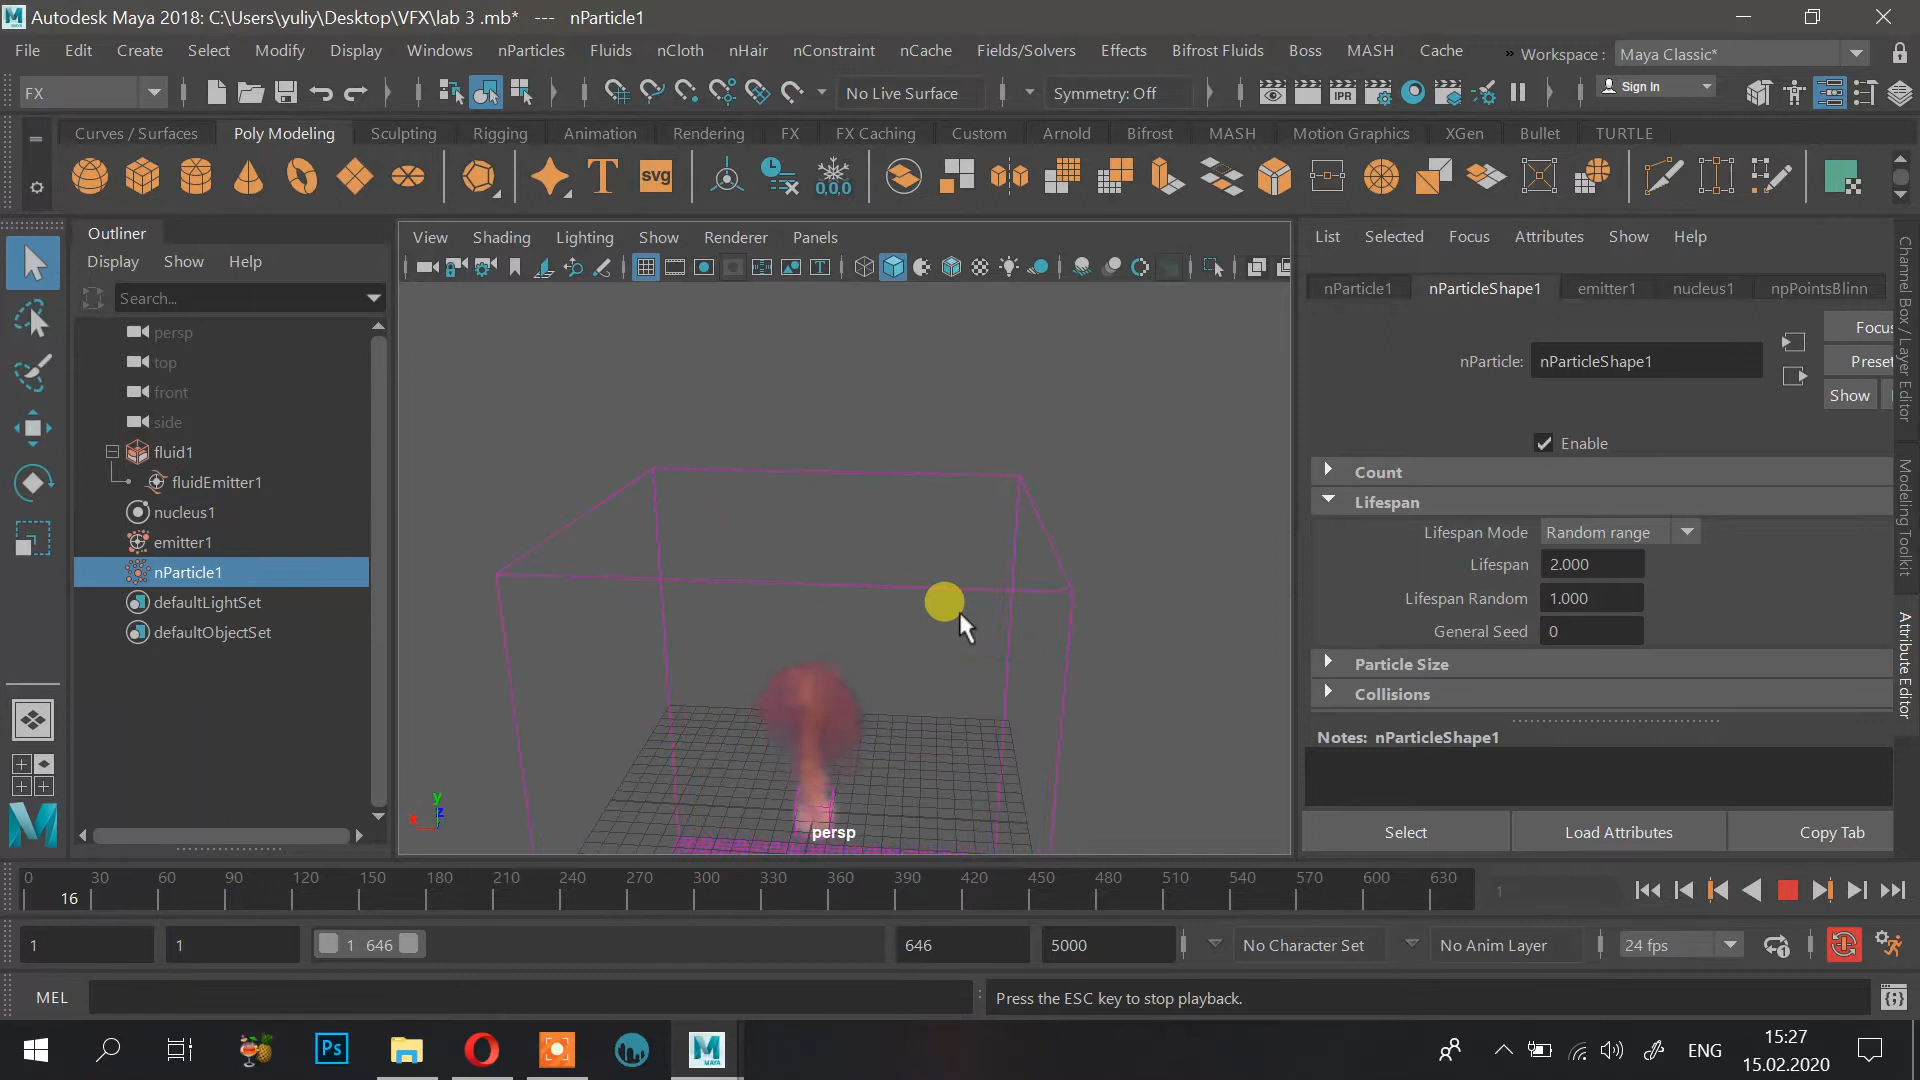 Autodesk Maya 2018: C:\Users\yuliy\Desktop\VFX\lab 3 .mb* --- nParticle1
File Edit Create Select Modify Display Windows nParticles Fluids nCloth nHair nConstraint nCache Fields/Solvers Effects Bifrost Fluids Boss MASH Cache » Workspace : Maya Classic*
FX No Live Surface Symmetry: Off IPR Sign In
Curves / Surfaces Poly Modeling Sculpting Rigging Animation Rendering FX FX Caching Custom Arnold Bifrost MASH Motion Graphics XGen Bullet TURTLE
T svg 0,0,0
Outliner
Display Show Help
Search...
persp
top
front
side
fluid1
fluidEmitter1
nucleus1
emitter1
nParticle1
defaultLightSet
defaultObjectSet
View Shading Lighting Show Renderer Panels
y
x z
persp
List Selected Focus Attributes Show Help
nParticle1 nParticleShape1 emitter1 nucleus1 npPointsBlinn
Focus
nParticle: nParticleShape1
Preset
Show
Enable
Count
Lifespan
Lifespan Mode Random range
Lifespan 2.000
Lifespan Random 1.000
General Seed 0
Particle Size
Collisions
Notes: nParticleShape1
Select Load Attributes Copy Tab
Channel Box / Layer Editor
Modeling Toolkit
Attribute Editor
0 30 60 90 120 150 180 210 240 270 300 330 360 390 420 450 480 510 540 570 600 630
16
1
1 1 1 646 646 5000 No Character Set No Anim Layer 24 fps
MEL Press the ESC key to stop playback.
Ps M MAYA ENG 15:27
15.02.2020